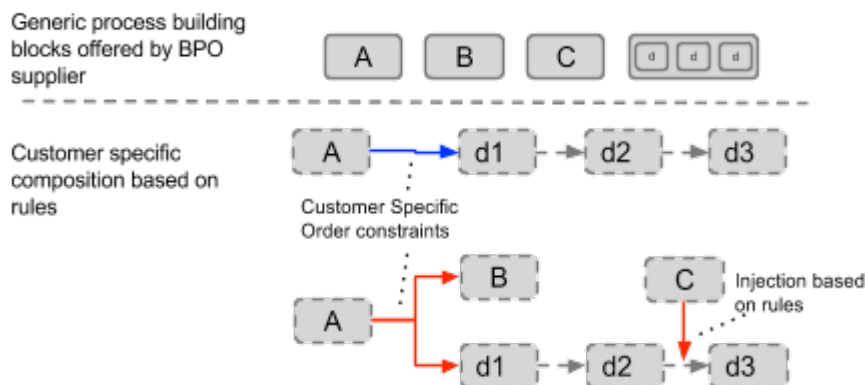 Generic process building
blocks offered by BPO
supplier
A
B
C
d
d
d
Customer specific
composition based on
rules
A
d1
d2
d3
Customer Specific
Order constraints
B
C
Injection based
on rules
A
d1
d2
d3